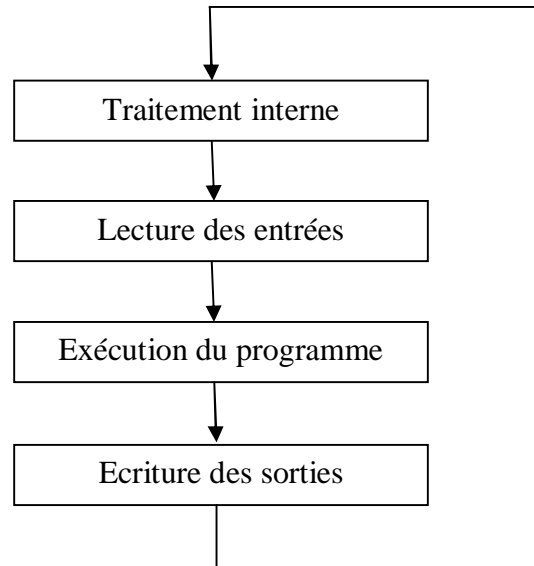 Traitement interne
Lecture des entrées
Exécution du programme
Ecriture des sorties